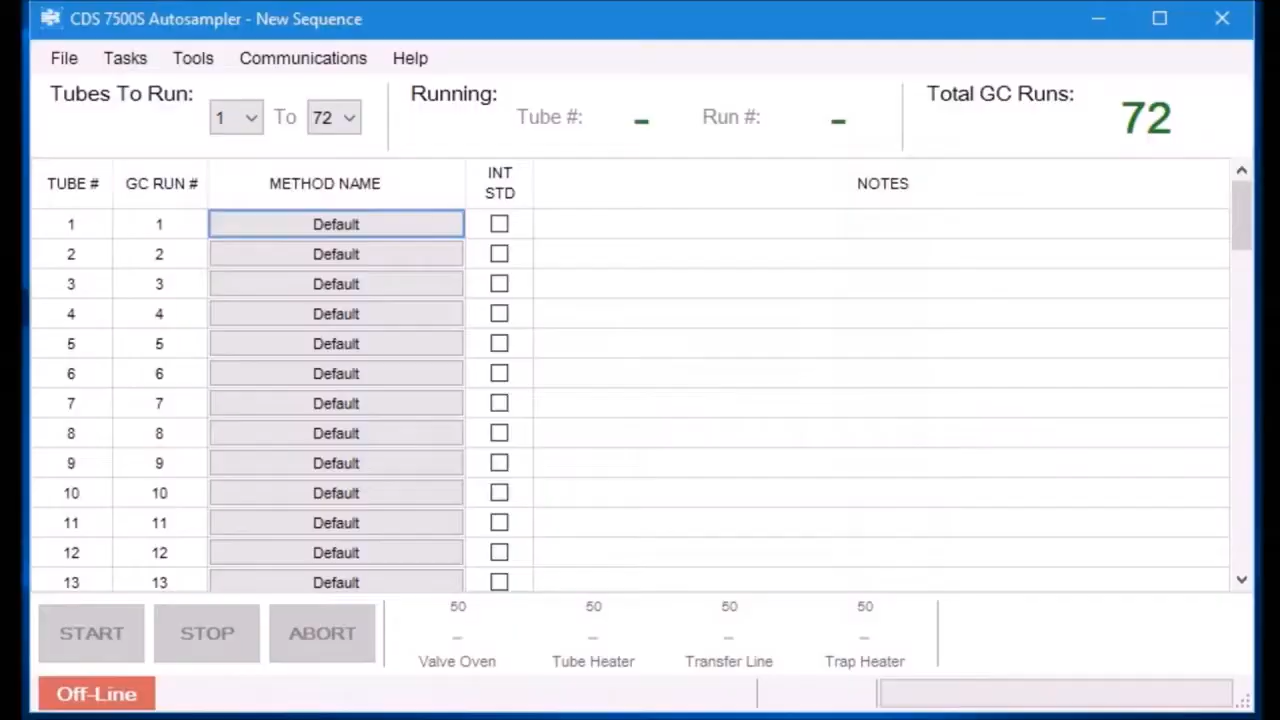 CDS 7500S Autosampler - New Sequence
File Tasks Tools Communications Help
Tubes To Run: 1 To 72 Running: Tube #: - Run #: - Total GC Runs: 72
TUBE # GC RUN # METHOD NAME INT STD NOTES
1 1 Default
2 2 Default
3 3 Default
4 4 Default
5 5 Default
6 6 Default
7 7 Default
8 8 Default
9 9 Default
10 10 Default
11 11 Default
12 12 Default
13 13 Default
50 50 50 50
START STOP ABORT – – – –
Valve Oven Tube Heater Transfer Line Trap Heater
Off-Line